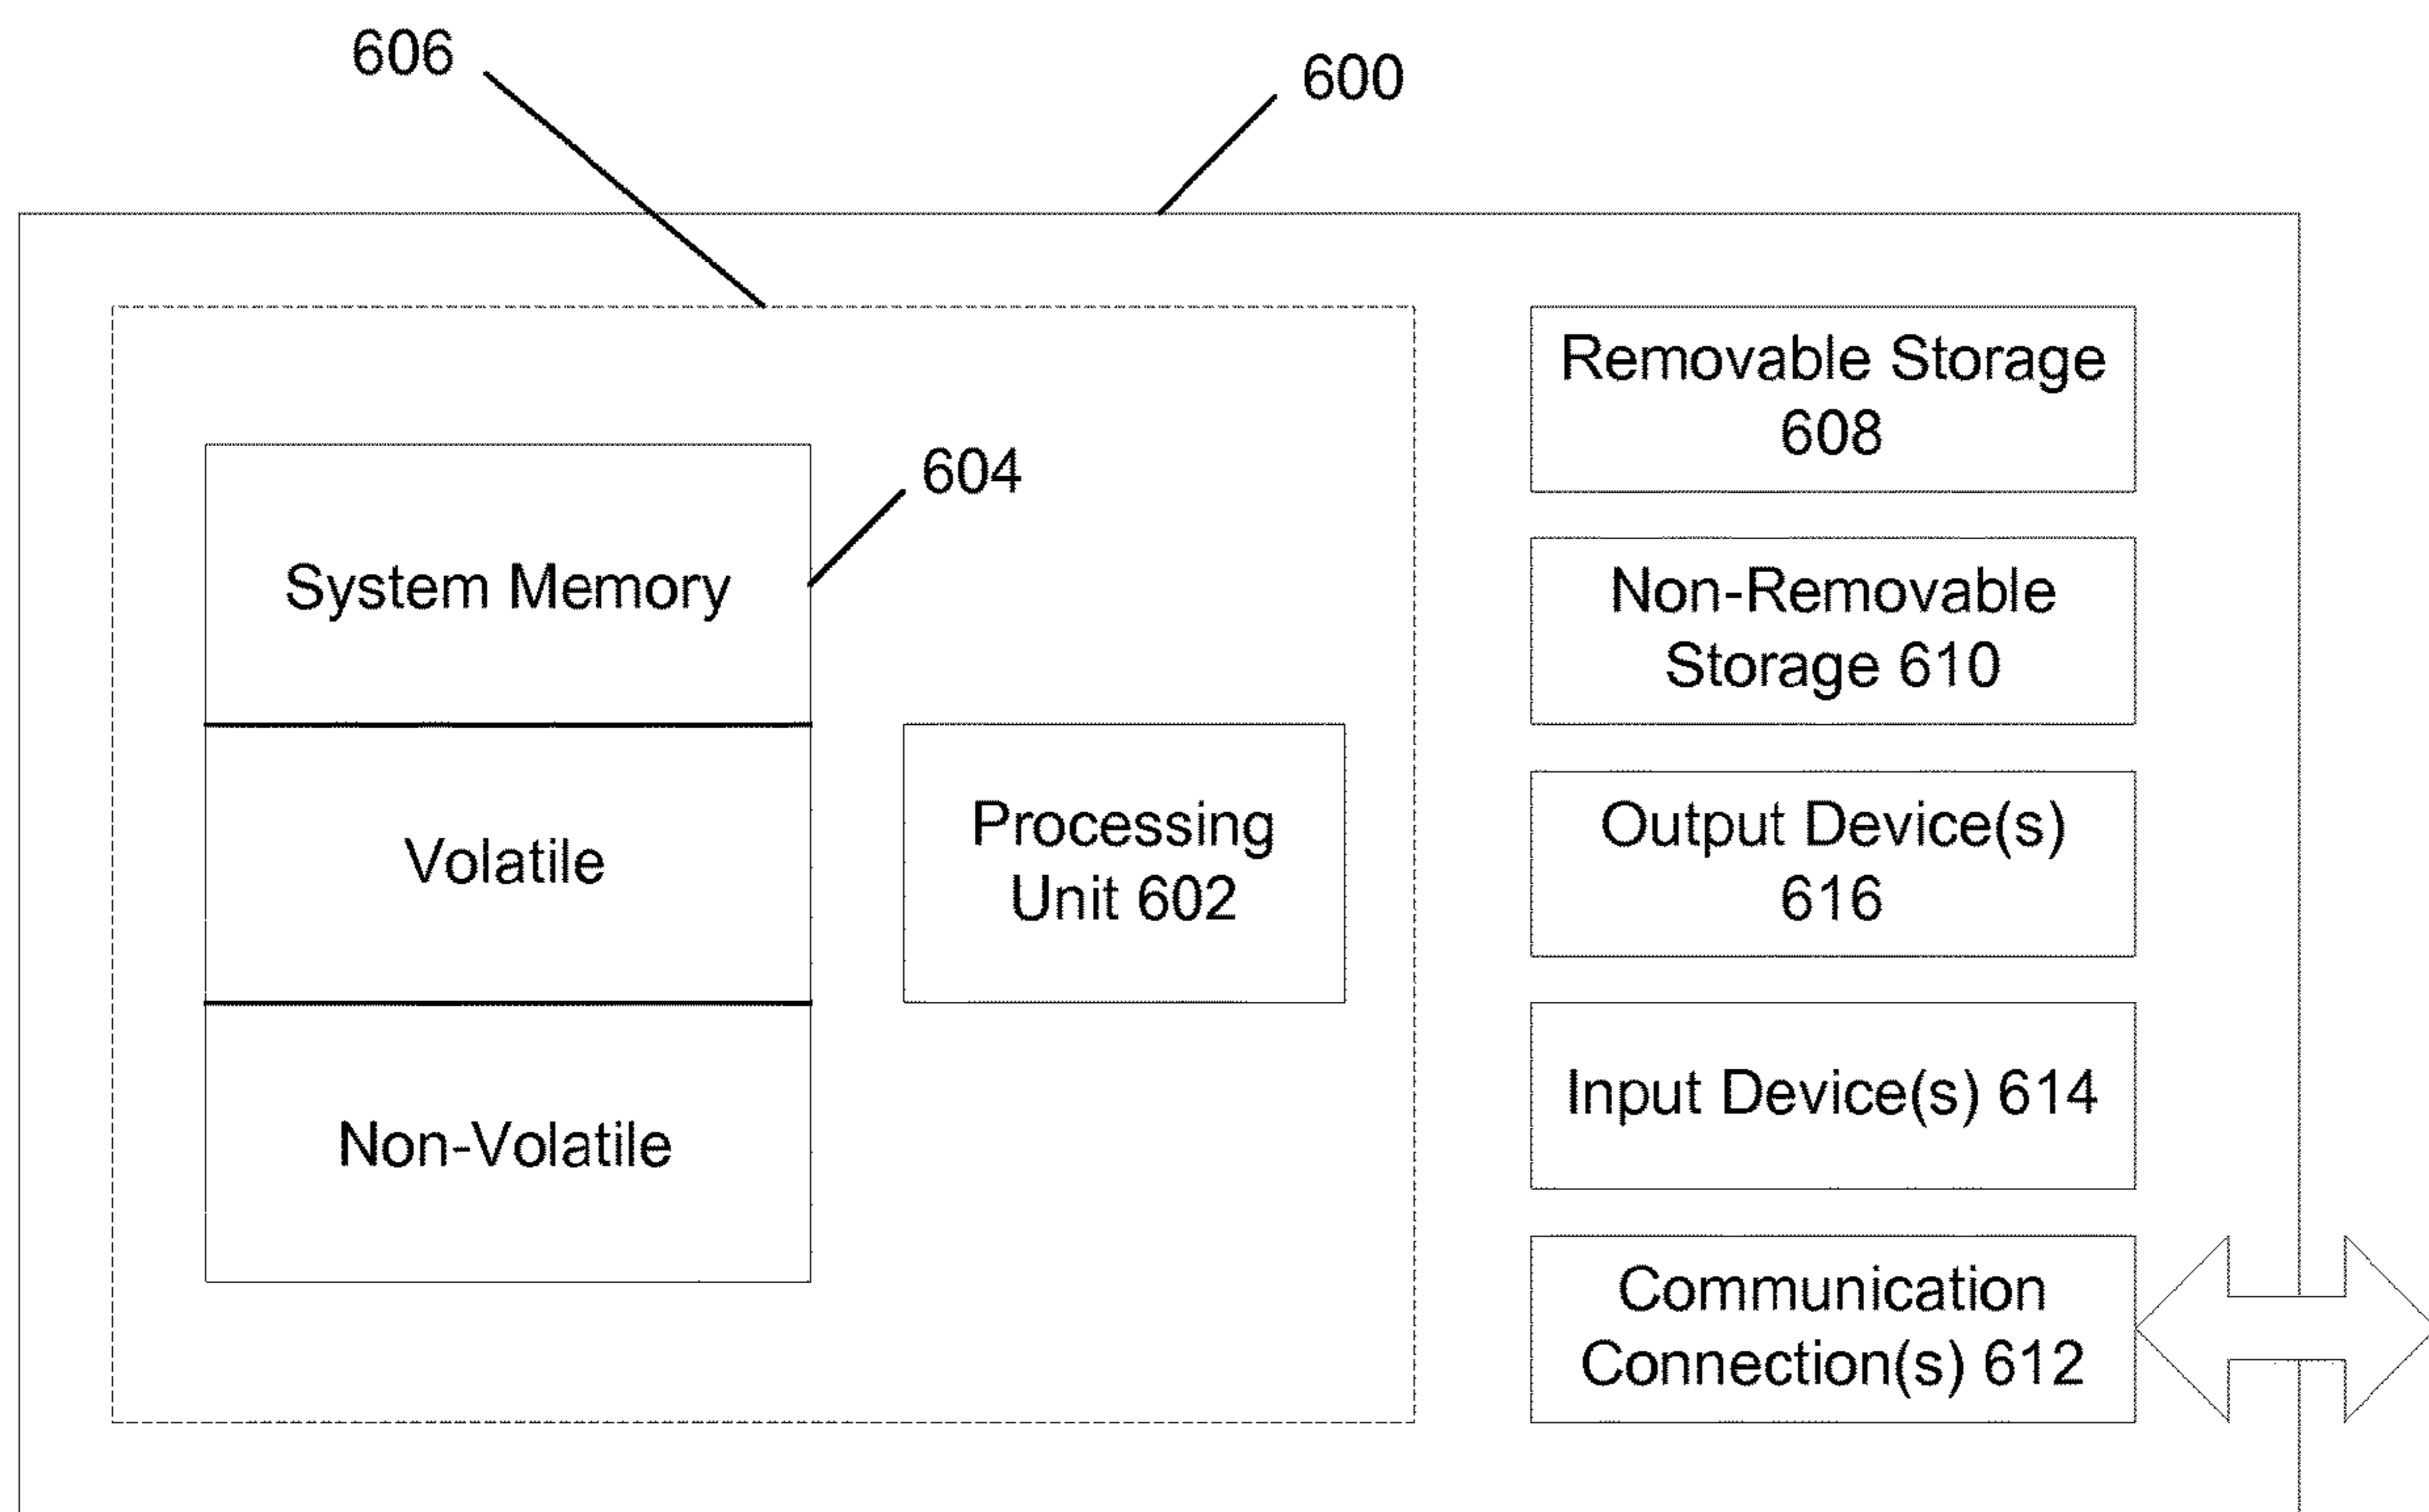 606
600
604
System Memory
Volatile
Non-Volatile
Processing
Unit 602
Removable Storage
608
Non-Removable
Storage 610
Output Device(s)
616
Input Device(s) 614
Communication
Connection(s) 612